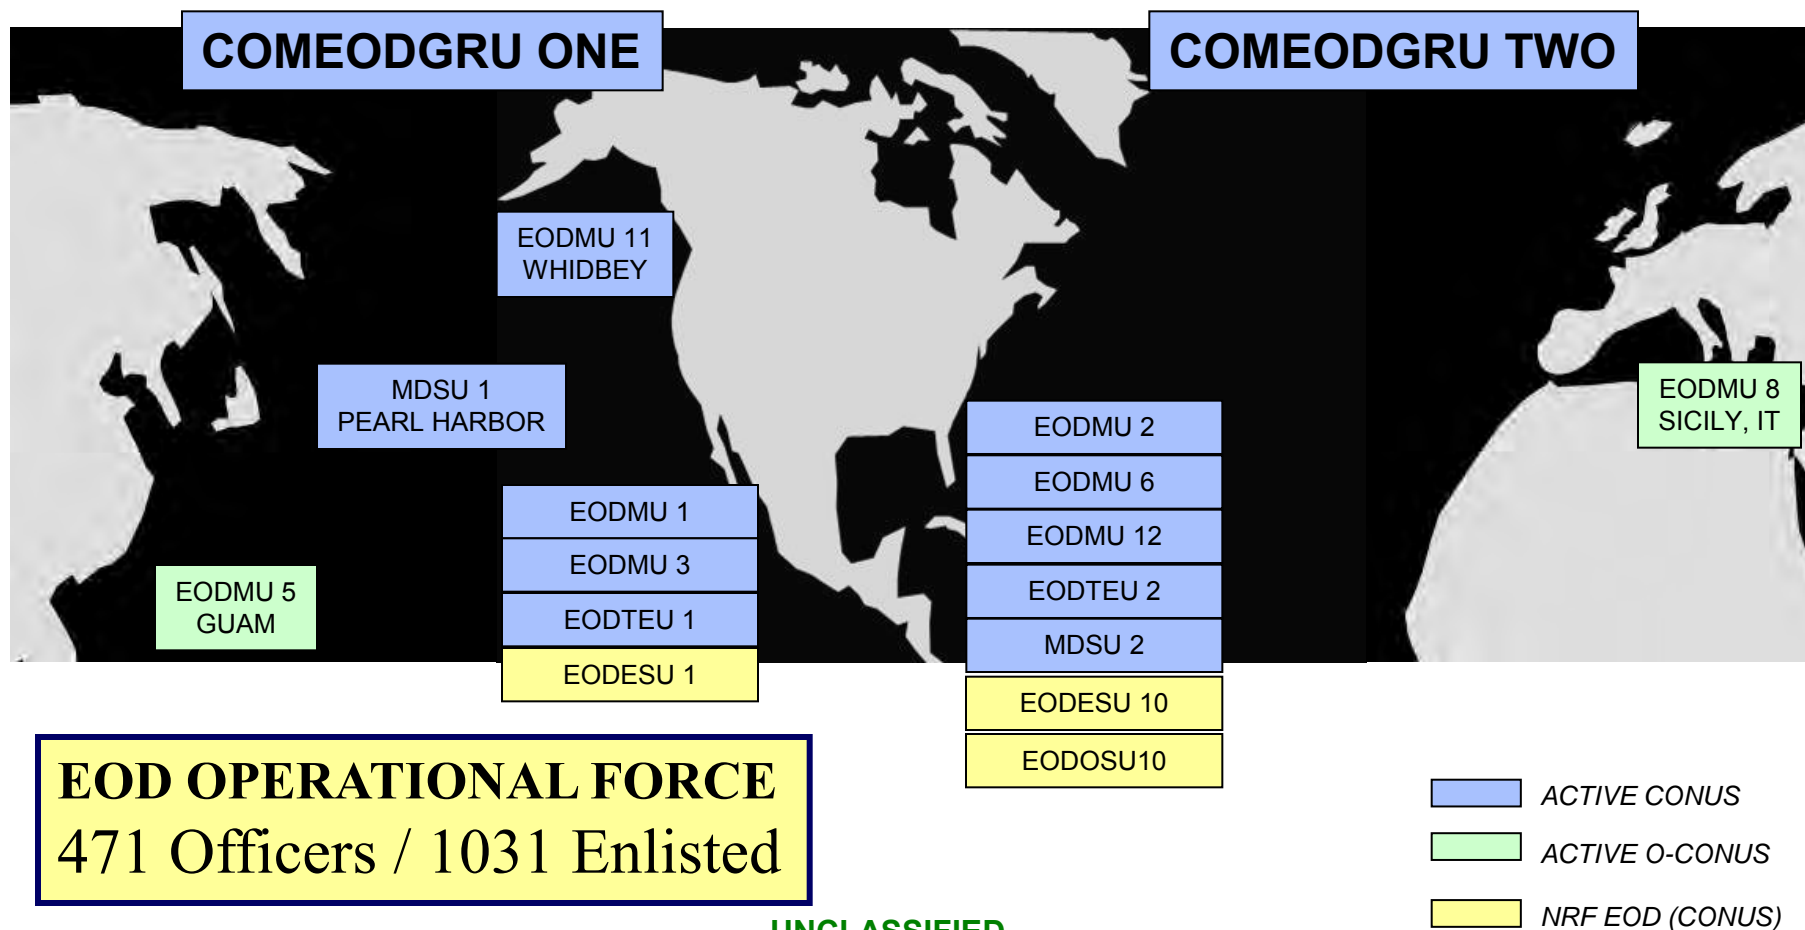 COMEODGRU ONE
COMEODGRU TWO
EODMU 11
WHIDBEY
MDSU 1
PEARL HARBOR
EODMU 8
SICILY, IT
EODMU 5
GUAM
EODMU 1
EODMU 3
EODTEU 1
EODESU 1
EODMU 2
EODMU 6
EODMU 12
EODTEU 2
MDSU 2
EODESU 10
EODOSU10
EOD OPERATIONAL FORCE
471 Officers / 1031 Enlisted
ACTIVE CONUS
ACTIVE O-CONUS
NRF EOD (CONUS)
UNCLASSIFIED